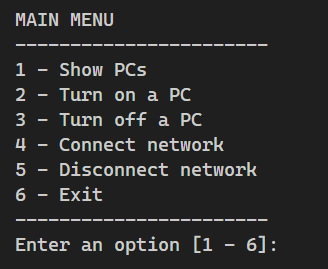 MAIN MENU
-----------------------
1 - Show PCs
2 - Turn on a PC
3 - Turn off a PC
4 - Connect network
5 - Disconnect network
6 - Exit
-----------------------
Enter an option [1 - 6]: